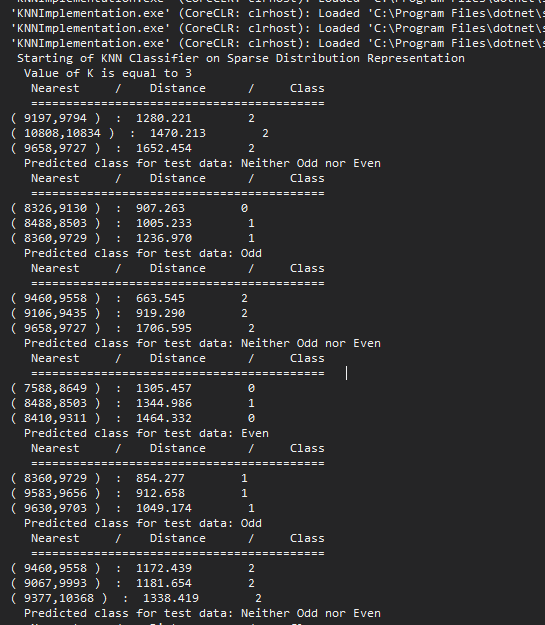 'KNNImplementation.exe' (CoreCLR: clrhost): Loaded 'C:\Program Files\dotnet\s
'KNNImplementation.exe' (CoreCLR: clrhost): Loaded 'C:\Program Files\dotnet\s
'KNNImplementation.exe' (CoreCLR: clrhost): Loaded 'C:\Program Files\dotnet\s
Starting of KNN Classifier on Sparse Distribution Representation
Value of K is equal to 3
Nearest / Distance / Class
==========================================
( 9197,9794 ) : 1280.221 2
( 10808,10834 ) : 1470.213 2
( 9658,9727 ) : 1652.454 2
Predicted class for test data: Neither Odd nor Even
Nearest / Distance / Class
==========================================
( 8326,9130 ) : 907.263 0
( 8488,8503 ) : 1005.233 1
( 8360,9729 ) : 1236.970 1
Predicted class for test data: Odd
Nearest / Distance / Class
==========================================
( 9460,9558 ) : 663.545 2
( 9106,9435 ) : 919.290 2
( 9658,9727 ) : 1706.595 2
Predicted class for test data: Neither Odd nor Even
Nearest / Distance / Class
==========================================
( 7588,8649 ) : 1305.457 0
( 8488,8503 ) : 1344.986 1
( 8410,9311 ) : 1464.332 0
Predicted class for test data: Even
Nearest / Distance / Class
==========================================
( 8360,9729 ) : 854.277 1
( 9583,9656 ) : 912.658 1
( 9630,9703 ) : 1049.174 1
Predicted class for test data: Odd
Nearest / Distance / Class
==========================================
( 9460,9558 ) : 1172.439 2
( 9067,9993 ) : 1181.654 2
( 9377,10368 ) : 1338.419 2
Predicted class for test data: Neither Odd nor Even